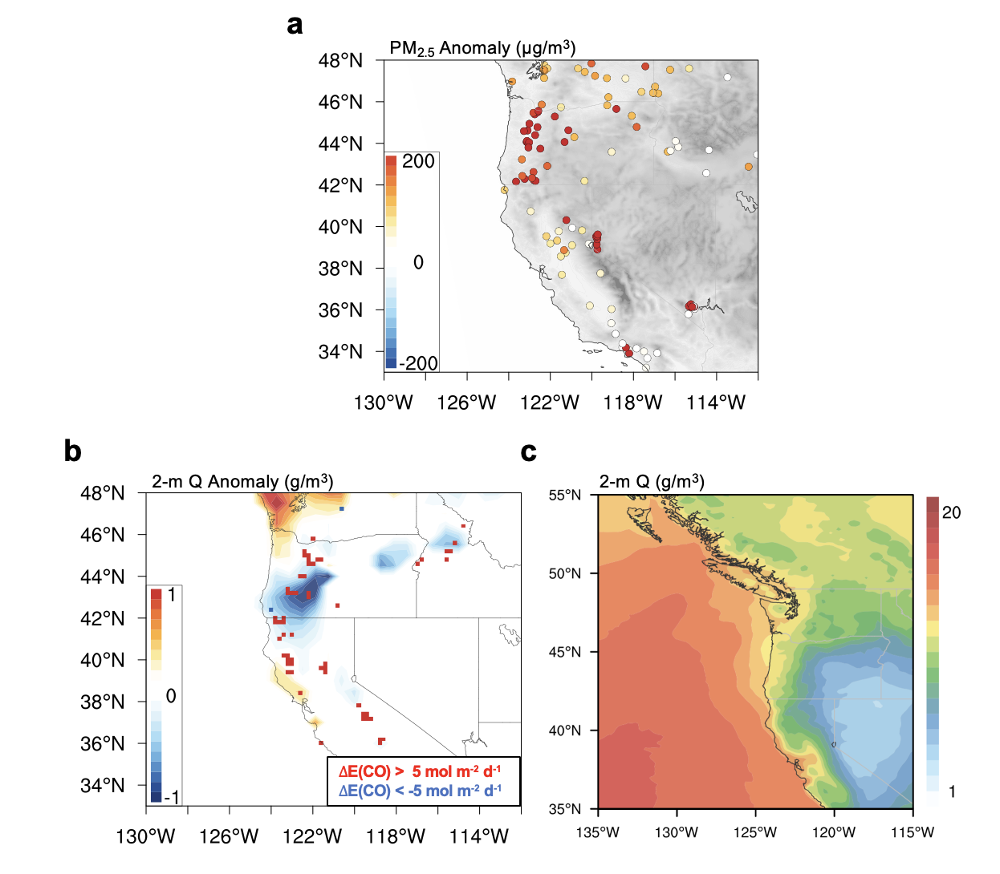 a
PM2.5 Anomaly (µg/m³)
48°N
46°N
44°N
42°N
40°N
38°N
36°N
34°N
200
0
-200
130°W 126°W 122°W 118°W 114°W
b
2-m Q Anomaly (g/m³)
48°N
46°N
44°N
42°N
40°N
38°N
36°N
34°N
1
0
-1
ΔE(CO) > 5 mol m⁻² d⁻¹
ΔE(CO) < -5 mol m⁻² d⁻¹
130°W 126°W 122°W 118°W 114°W
c
2-m Q (g/m³)
55°N
50°N
45°N
40°N
35°N
20
1
135°W 130°W 125°W 120°W 115°W